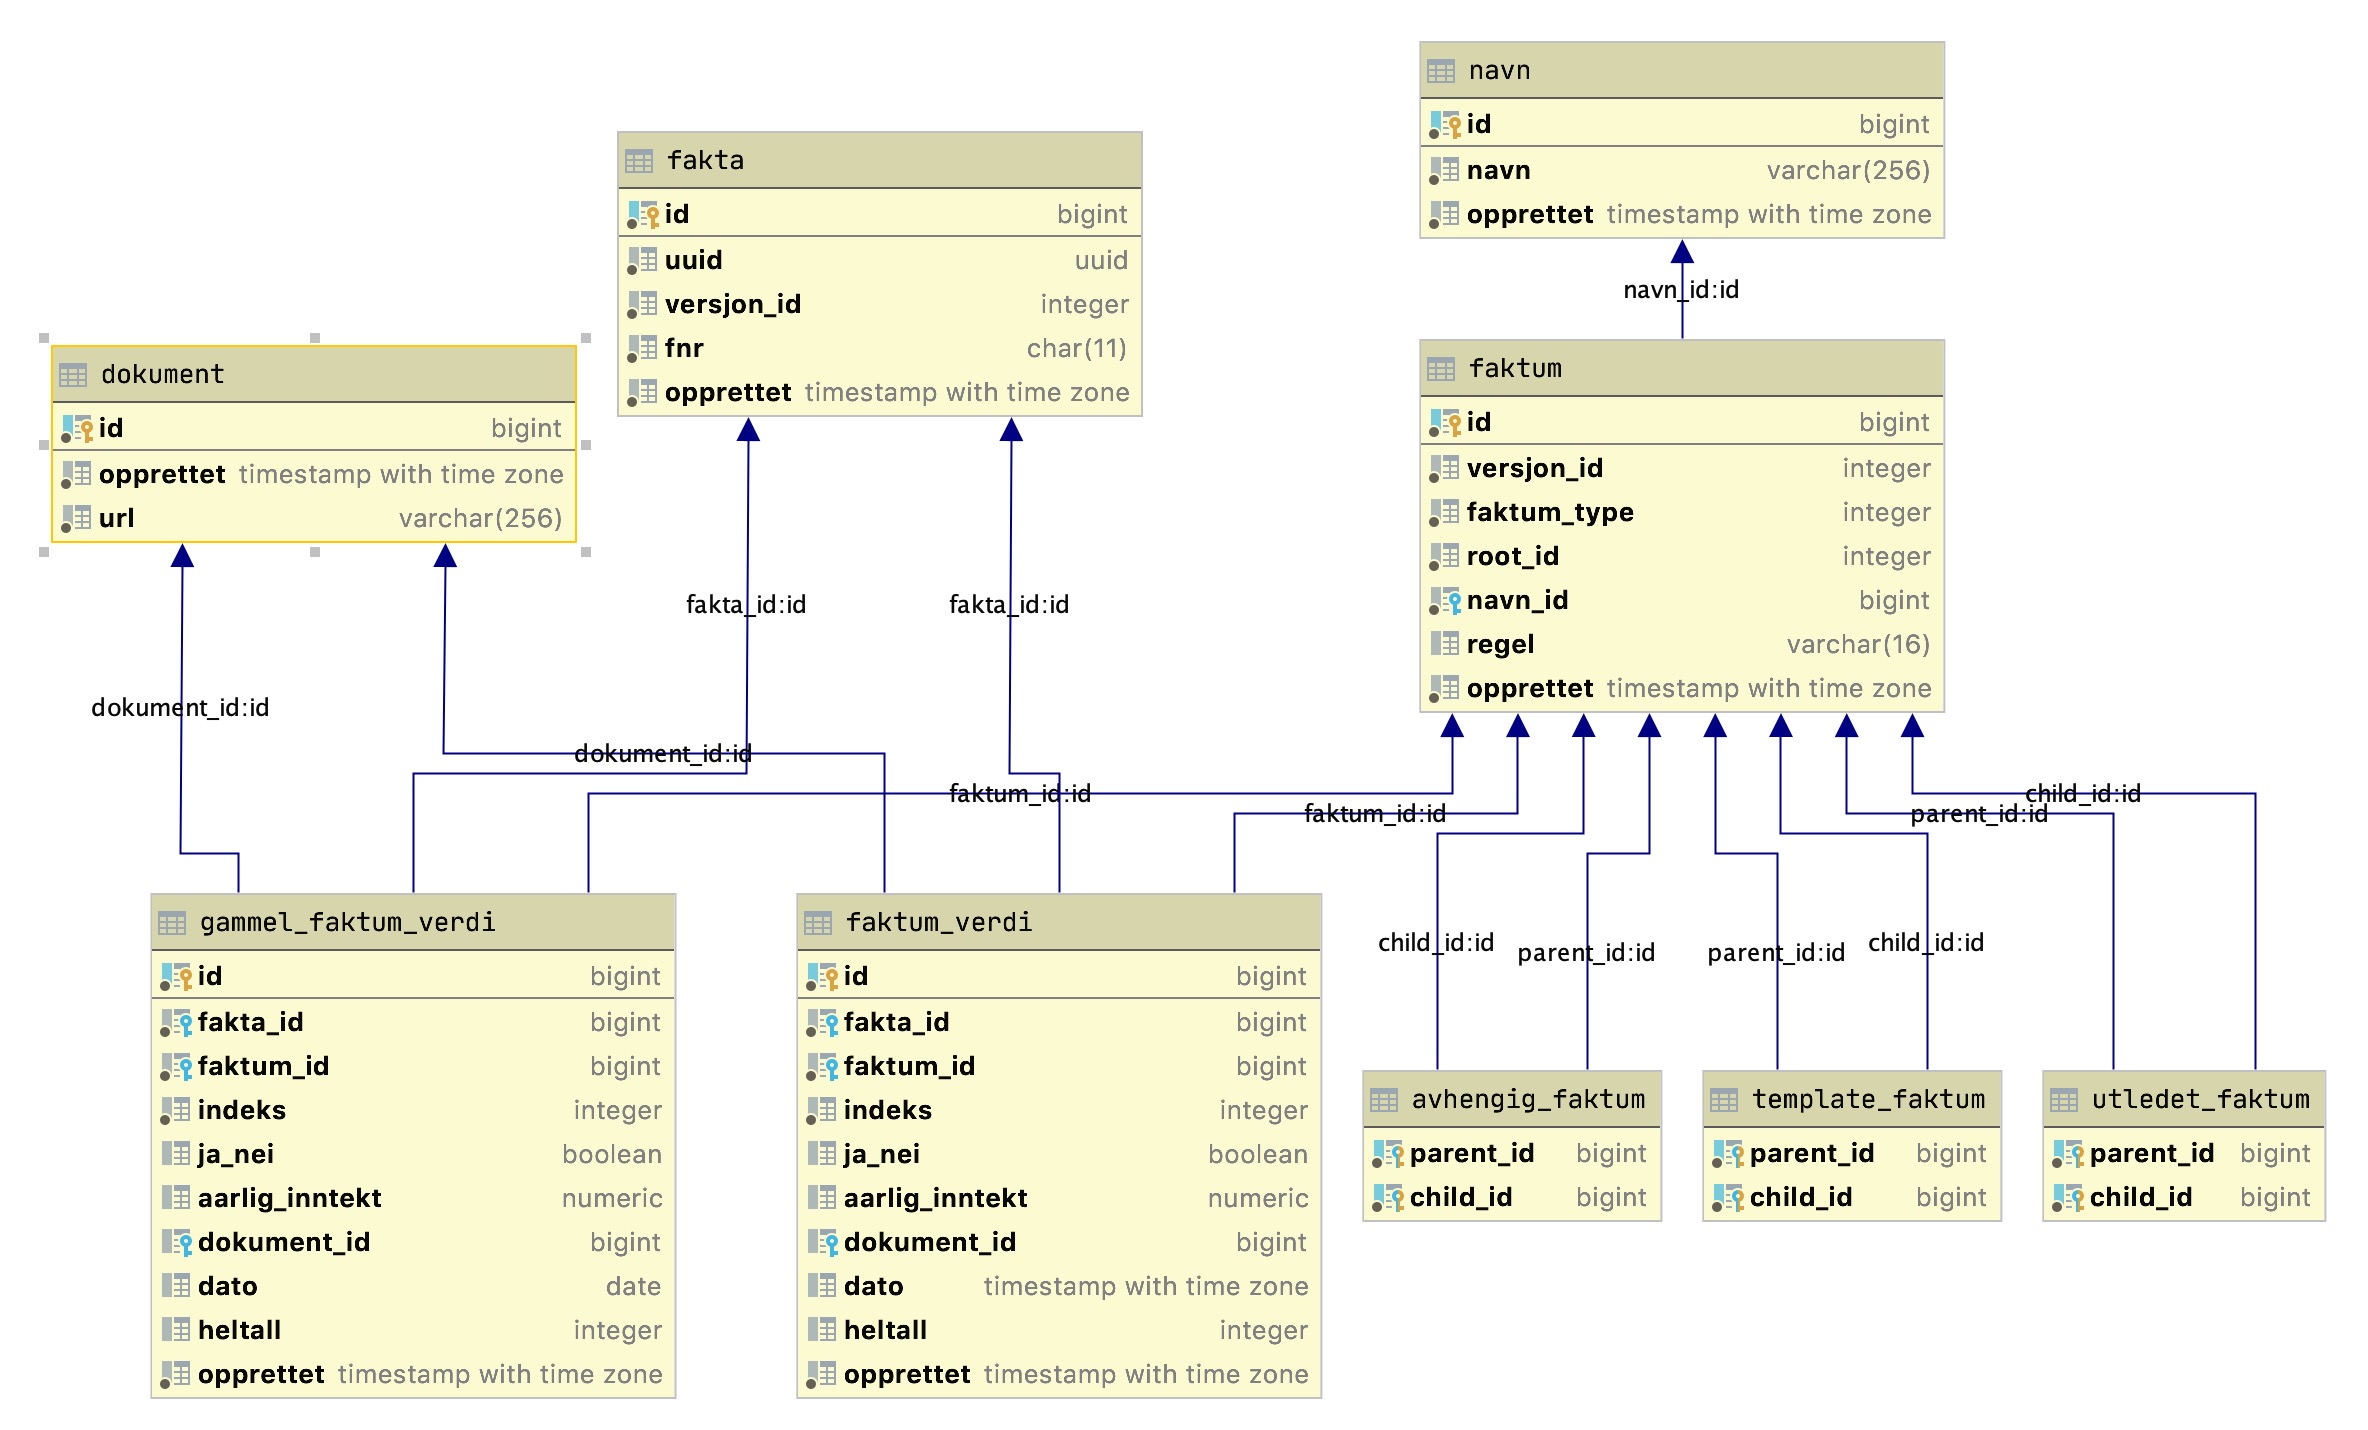 navn
id bigint
navn varchar(256)
opprettet timestamp with time zone
navn_id:id
fakta
id bigint
uuid uuid
versjon_id integer
fnr char(11)
opprettet timestamp with time zone
dokument
id bigint
opprettet timestamp with time zone
url varchar(256)
faktum
id bigint
versjon_id integer
faktum_type integer
root_id integer
navn_id bigint
regel varchar(16)
opprettet timestamp with time zone
fakta_id:id
fakta_id:id
dokument_id:id
dokument_id:id
faktum_id:id
faktum_id:id
child_id:id
parent_id:id
child_id:id
parent_id:id
parent_id:id
child_id:id
gammel_faktum_verdi
id bigint
fakta_id bigint
faktum_id bigint
indeks integer
ja_nei boolean
aarlig_inntekt numeric
dokument_id bigint
dato date
heltall integer
opprettet timestamp with time zone
faktum_verdi
id bigint
fakta_id bigint
faktum_id bigint
indeks integer
ja_nei boolean
aarlig_inntekt numeric
dokument_id bigint
dato timestamp with time zone
heltall integer
opprettet timestamp with time zone
avhengig_faktum
parent_id bigint
child_id bigint
template_faktum
parent_id bigint
child_id bigint
utledet_faktum
parent_id bigint
child_id bigint